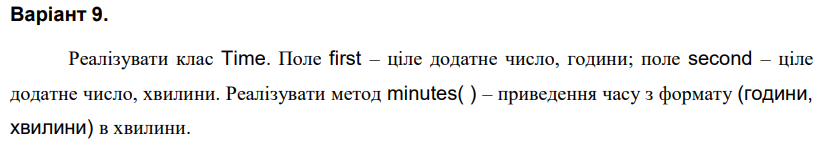 Варіант 9.
Реалізувати клас Time. Поле first – ціле додатне число, години; поле second – ціле
додатне число, хвилини. Реалізувати метод minutes( ) – приведення часу з формату (години,
хвилини) в хвилини.